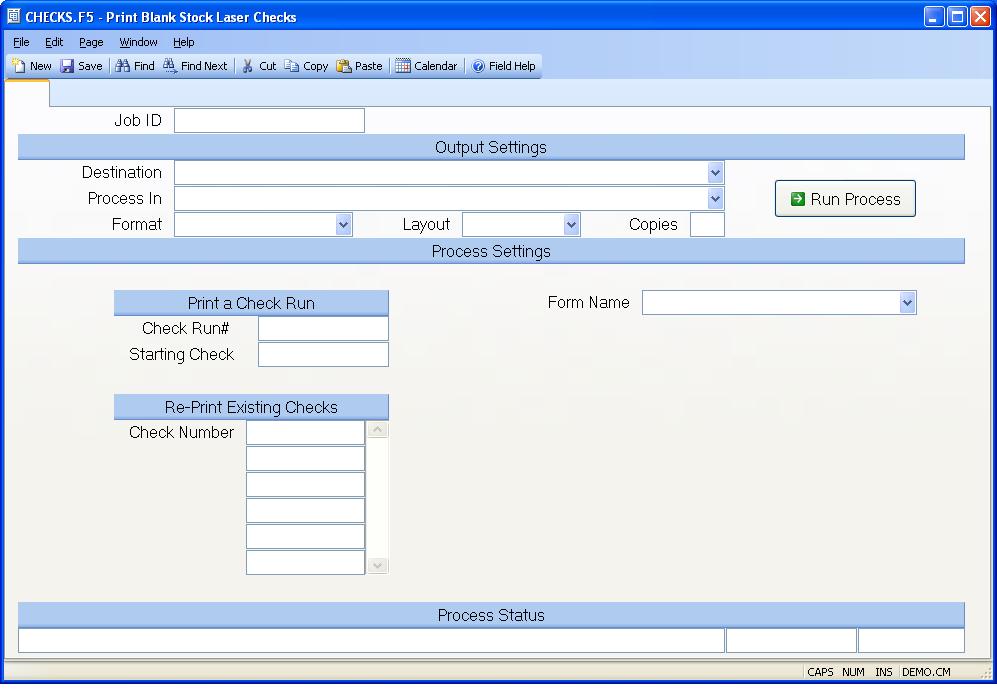 CHECKS.F5 - Print Blank Stock Laser Checks
File Edit Page Window Help
New Save Find Find Next Cut Copy Paste Calendar Field Help
Job ID
Output Settings
Destination
Process In
Run Process
Format Layout Copies
Process Settings
Print a Check Run Form Name
Check Run#
Starting Check
Re-Print Existing Checks
Check Number
Process Status
CAPS NUM INS DEMO.CM